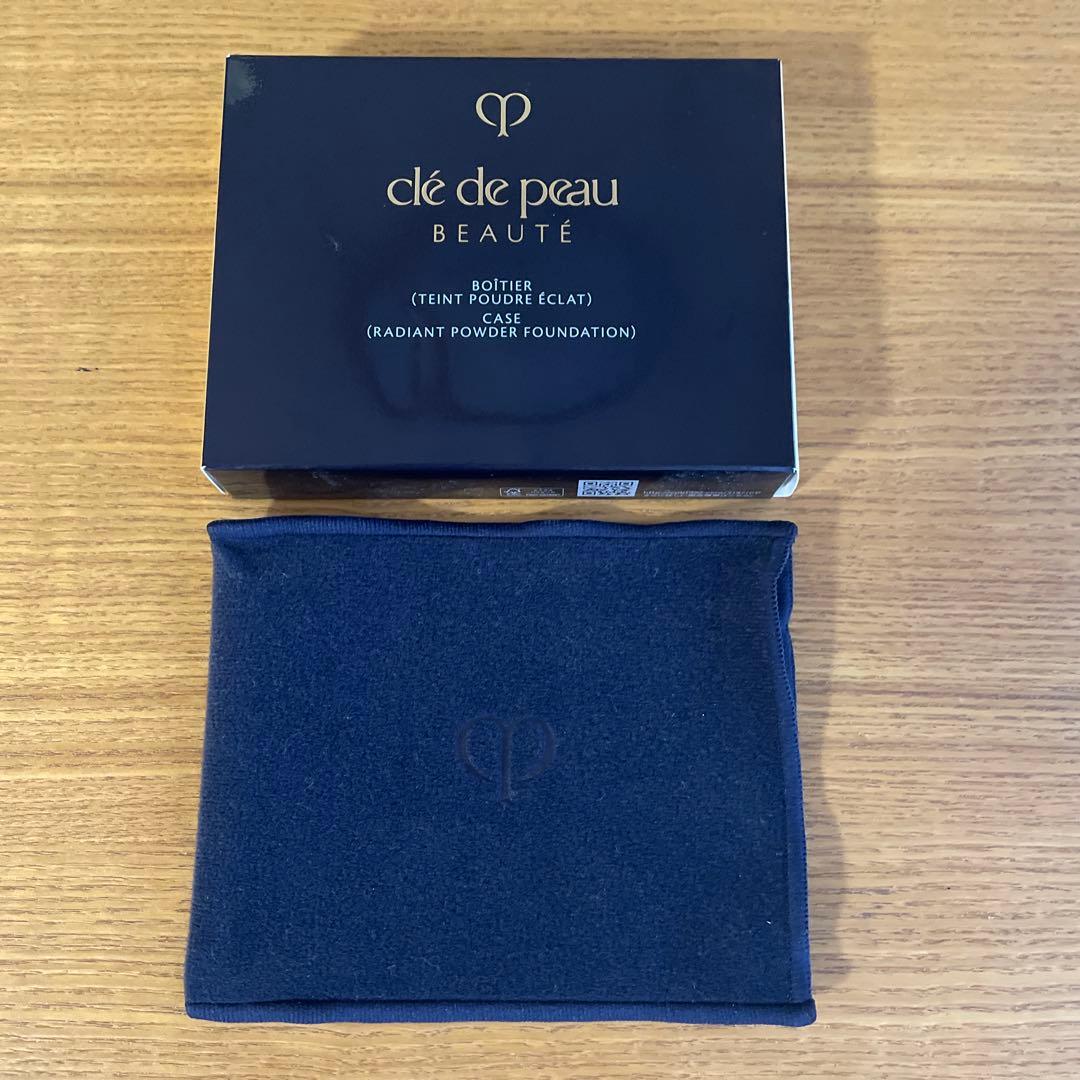 clé de peau
BEAUTÉ
BOÎTIER
(TEINT POUDRE ÉCLAT)
CASE
(RADIANT POWDER FOUNDATION)